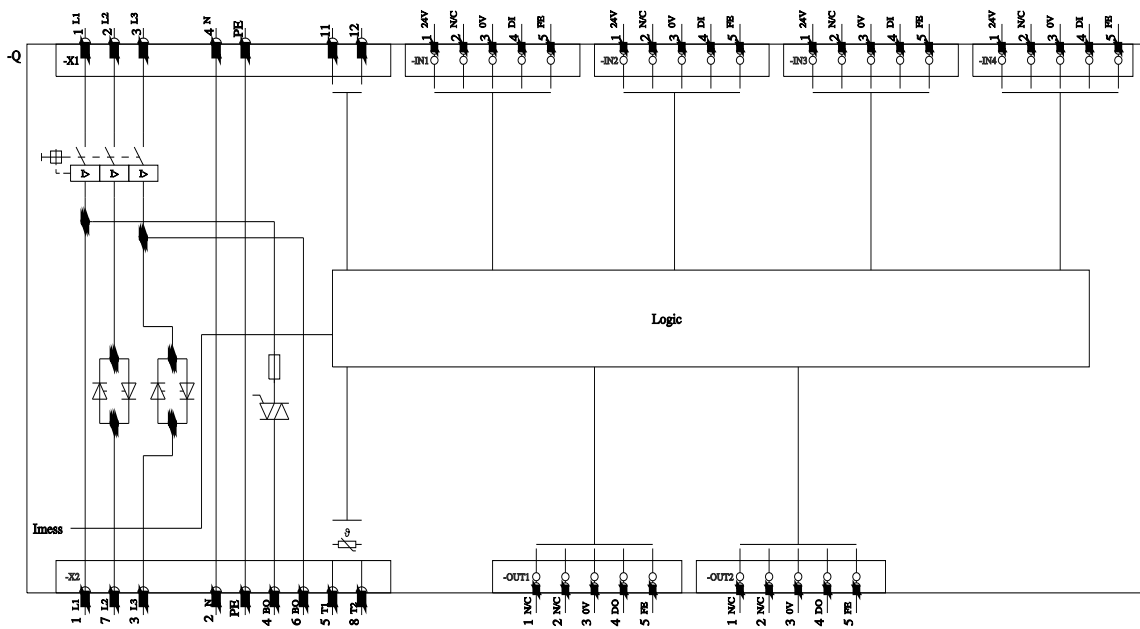 -Q
-X1
1 L1
2 L2
3 L3
4 N
PE
11
12
-IN1
1 24V
2 N/C
3 0V
4 DI
5 FE
-IN2
1 24V
2 N/C
3 0V
4 DI
5 FE
-IN3
1 24V
2 N/C
3 0V
4 DI
5 FE
-IN4
1 24V
2 N/C
3 0V
4 DI
5 FE
Logic
Imess
ϑ
-X2
1 L1
7 L2
3 L3
2 N
PE
4 BO
6 BO
5 T1
8 T2
-OUT1
1 N/C
2 N/C
3 0V
4 DO
5 FE
-OUT2
1 N/C
2 N/C
3 0V
4 DO
5 FE